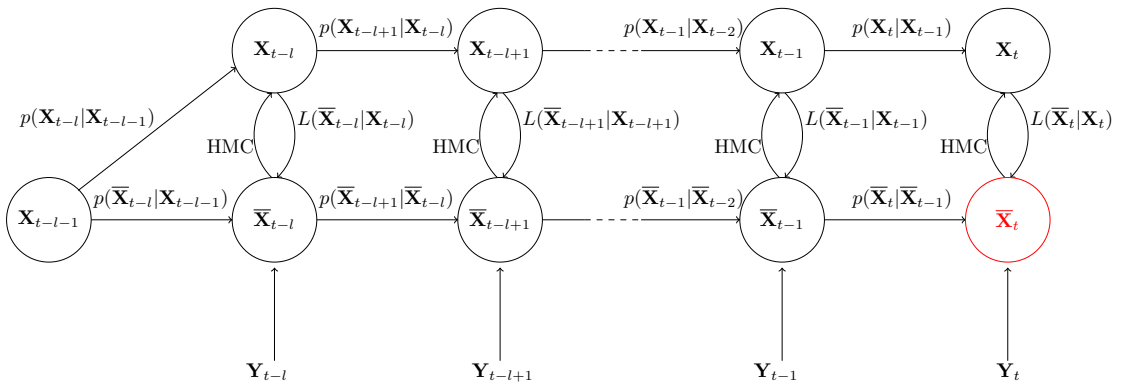 p(𝐗_{t−l+1}|𝐗_{t−l}) p(𝐗_{t−1}|𝐗_{t−2}) p(𝐗_t|𝐗_{t−1})
𝐗_{t−l} 𝐗_{t−l+1} 𝐗_{t−1} 𝐗_t
p(𝐗_{t−l}|𝐗_{t−l−1}) L(𝐗̅_{t−l}|𝐗_{t−l}) L(𝐗̅_{t−l+1}|𝐗_{t−l+1}) L(𝐗̅_{t−1}|𝐗_{t−1}) L(𝐗̅_t|𝐗_t)
HMC HMC HMC HMC
p(𝐗̅_{t−l}|𝐗_{t−l−1}) p(𝐗̅_{t−l+1}|𝐗̅_{t−l}) p(𝐗̅_{t−1}|𝐗̅_{t−2}) p(𝐗̅_t|𝐗̅_{t−1})
𝐗_{t−l−1} 𝐗̅_{t−l} 𝐗̅_{t−l+1} 𝐗̅_{t−1} 𝐗̅_t
𝐘_{t−l} 𝐘_{t−l+1} 𝐘_{t−1} 𝐘_t